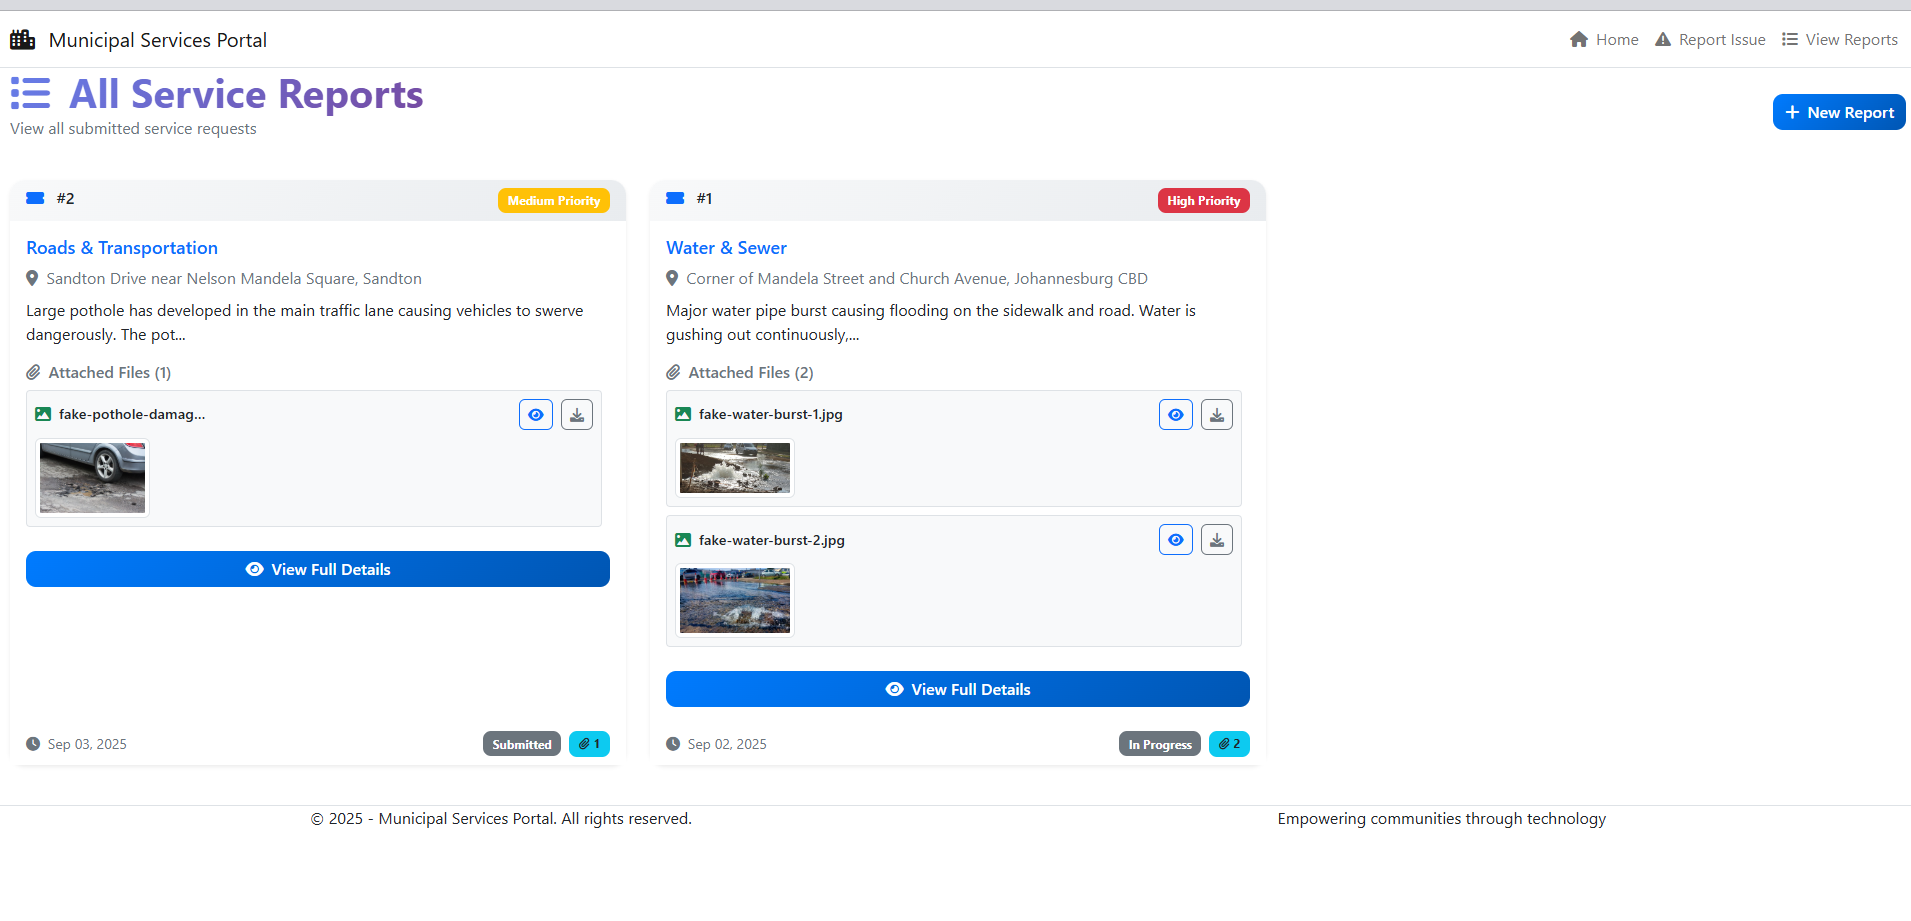 Municipal Services Portal
Home
Report Issue
View Reports
All Service Reports
View all submitted service requests
New Report
#2
Medium Priority
Roads & Transportation
Sandton Drive near Nelson Mandela Square, Sandton
Large pothole has developed in the main traffic lane causing vehicles to swerve
dangerously. The pot...
Attached Files (1)
fake-pothole-damag...
View Full Details
Sep 03, 2025
Submitted
1
#1
High Priority
Water & Sewer
Corner of Mandela Street and Church Avenue, Johannesburg CBD
Major water pipe burst causing flooding on the sidewalk and road. Water is
gushing out continuously,...
Attached Files (2)
fake-water-burst-1.jpg
fake-water-burst-2.jpg
View Full Details
Sep 02, 2025
In Progress
2
© 2025 - Municipal Services Portal. All rights reserved.
Empowering communities through technology